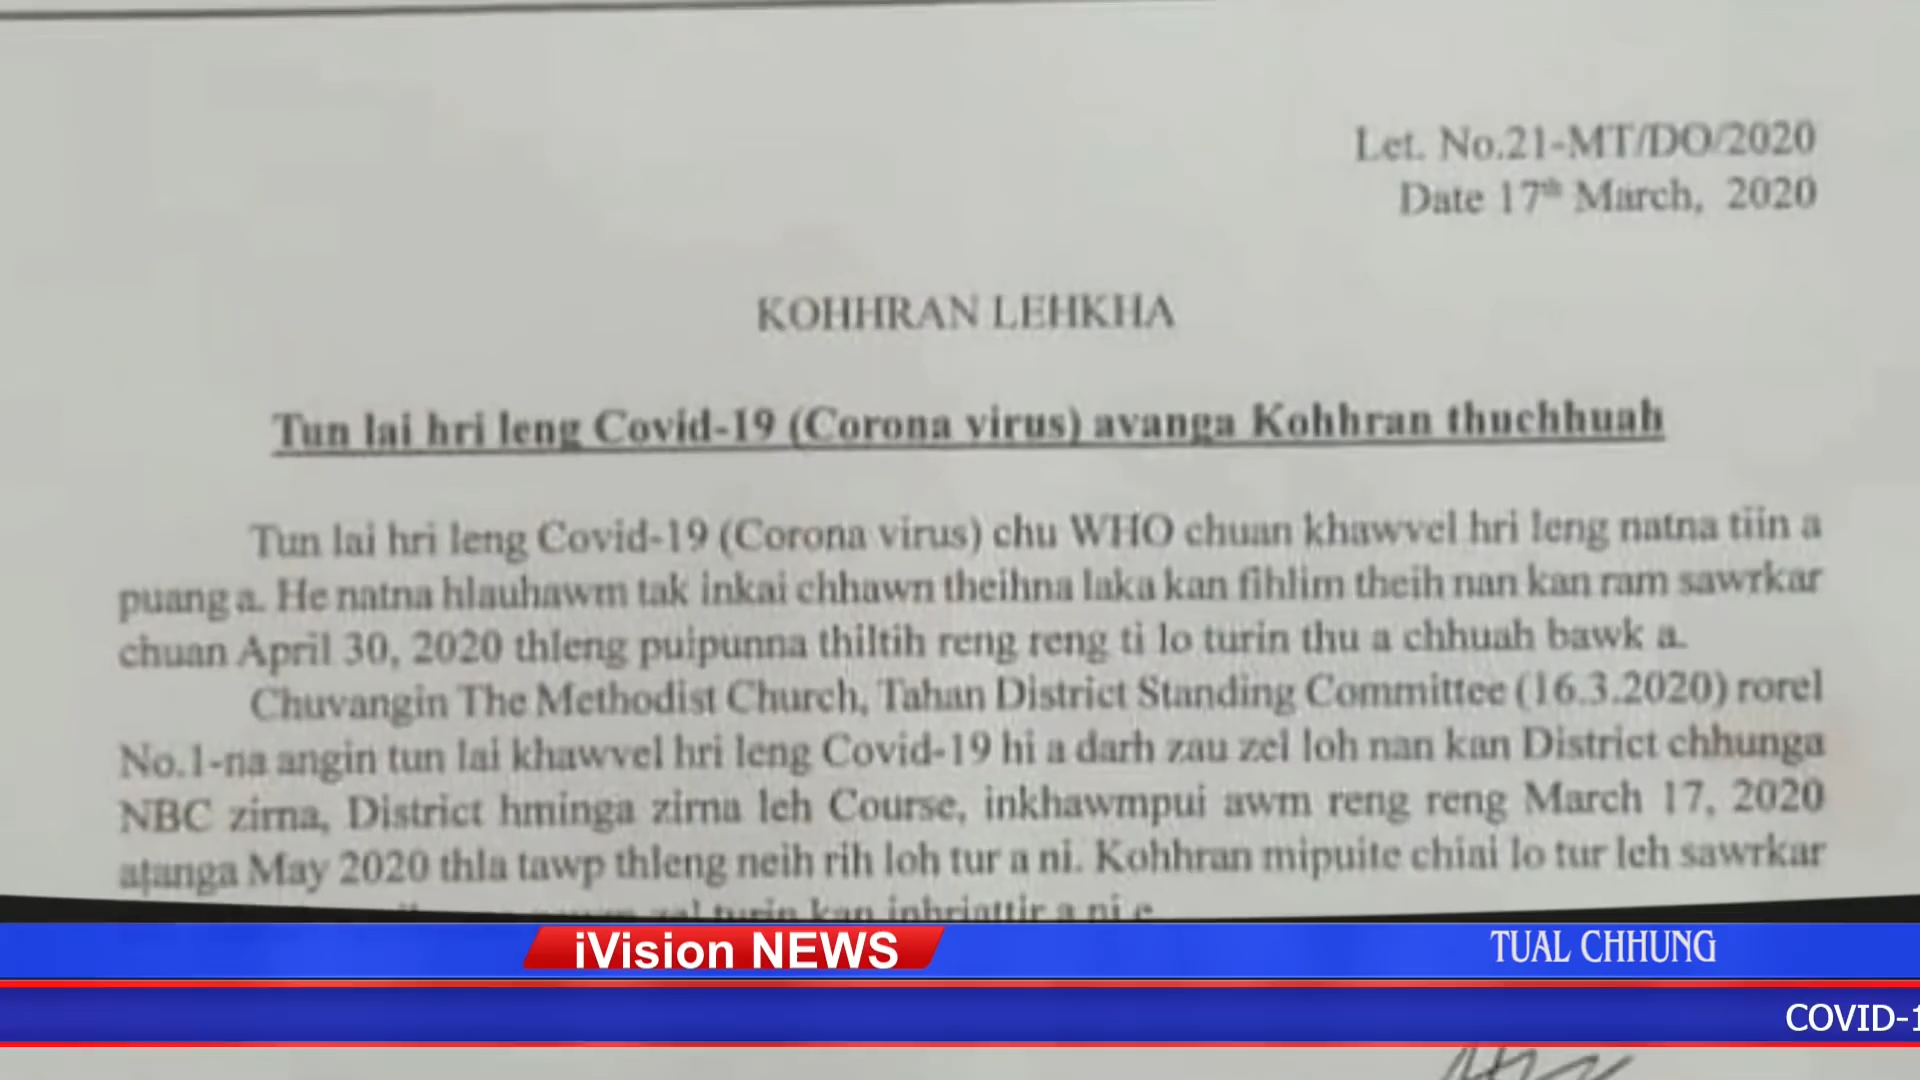 Let. No.21-MT/DO/2020
Date 17th March, 2020
KOHHRAN LEHKHA
Tun lai hri leng Covid-19 (Corona virus) avanga Kohhran thuchhuah
Tun lai hri leng Covid-19 (Corona virus) chu WHO chuan khawvel hri leng natna tiin a
puang a. He natna hlauhawm tak inkai chhawn theihna laka kan fihlim theih nan kan ram sawrkar
chuan April 30, 2020 thleng puipunna thiltih reng reng ti lo turin thu a chhuah bawk a.
Chuvangin The Methodist Church, Tahan District Standing Committee (16.3.2020) rorel
No.1-na angin tun lai khawvel hri leng Covid-19 hi a darh zau zel loh nan kan District chhunga
NBC zirna, District hminga zirna leh Course, inkhawmpui awm reng reng March 17, 2020
aṭanga May 2020 thla tawp thleng neih rih loh tur a ni. Kohhran mipuite chiai lo tur leh sawrkar
zel turin kan inhriattir a ni e
iVision NEWS
TUAL CHHUNG
COVID-1